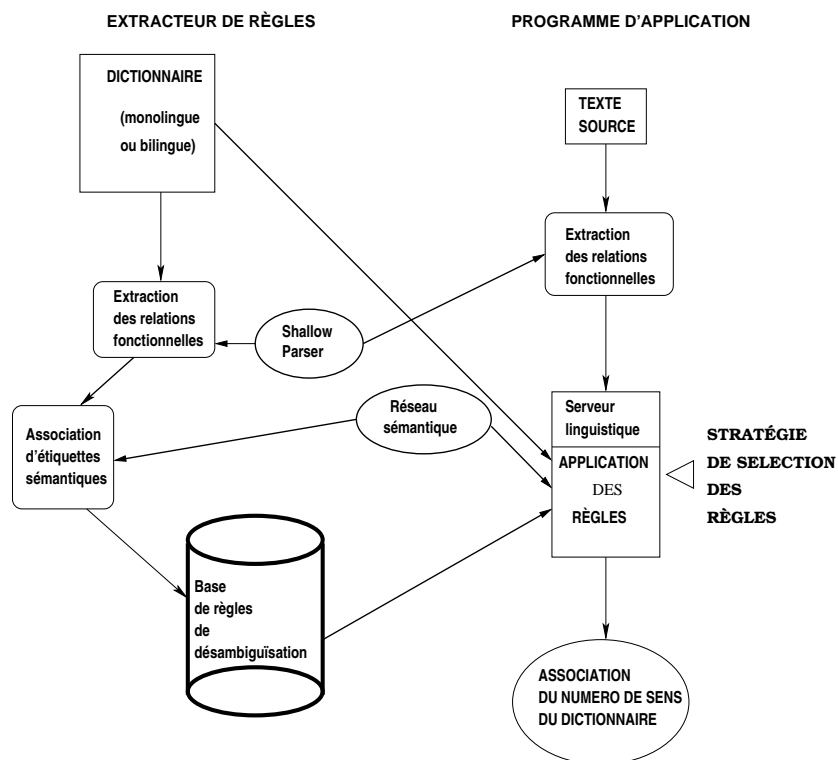 EXTRACTEUR DE RÈGLES
PROGRAMME D'APPLICATION
DICTIONNAIRE
(monolingue
ou bilingue)
TEXTE
SOURCE
Extraction
des relations
fonctionnelles
Extraction
des relations
fonctionnelles
Shallow
Parser
Réseau
sémantique
Association
d'étiquettes
sémantiques
Serveur
linguistique
APPLICATION
DES
RÈGLES
STRATÉGIE
DE SELECTION
DES
RÈGLES
Base
de règles
de
désambiguïsation
ASSOCIATION
DU NUMERO DE SENS
DU DICTIONNAIRE